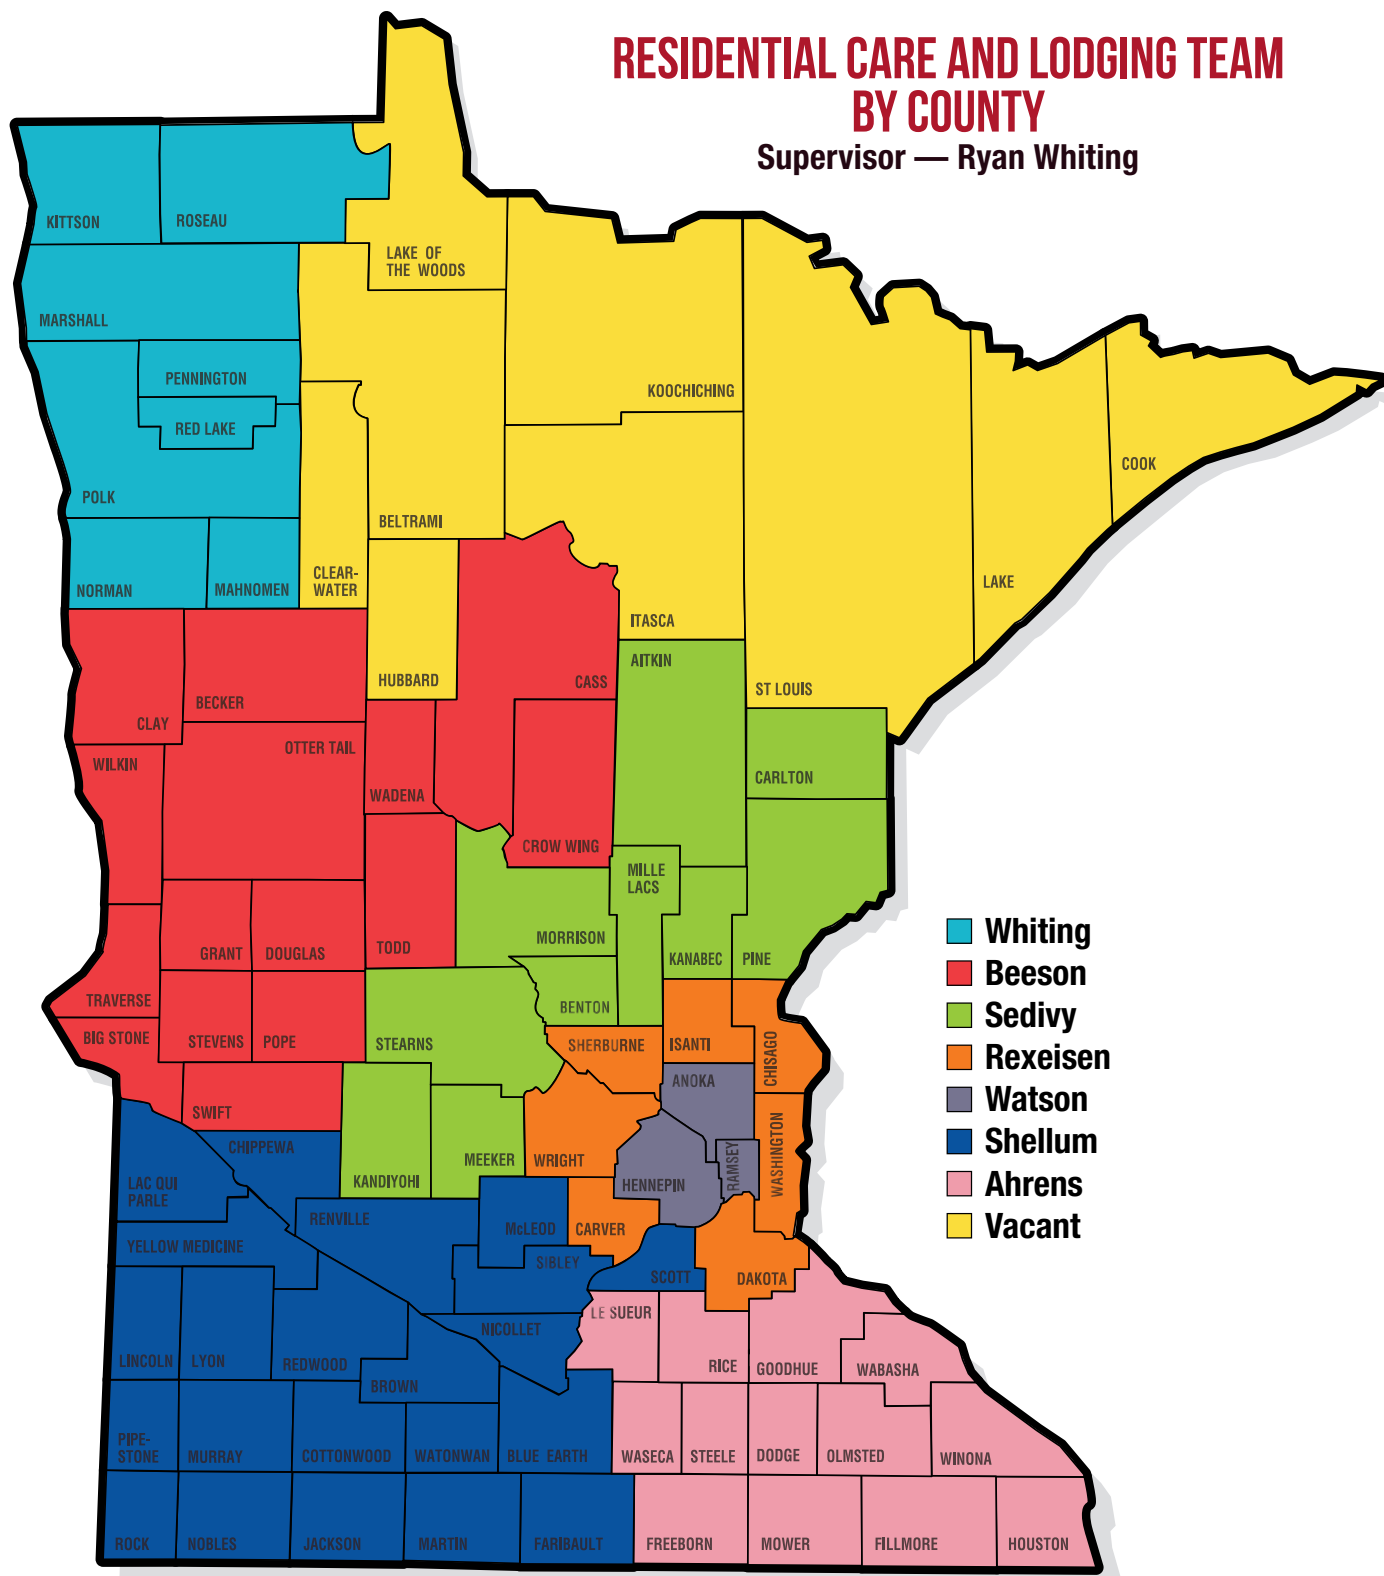 RESIDENTIAL CARE AND LODGING TEAM
BY COUNTY
Supervisor — Ryan Whiting
KITTSON
ROSEAU
LAKE OF
THE WOODS
MARSHALL
PENNINGTON
KOOCHICHING
RED LAKE
COOK
POLK
BELTRAMI
CLEAR-
WATER
NORMAN
MAHNOMEN
LAKE
ITASCA
AITKIN
HUBBARD
CASS
ST LOUIS
BECKER
CLAY
OTTER TAIL
WILKIN
CARLTON
WADENA
CROW WING
MILLE
LACS
MORRISON
GRANT
DOUGLAS
TODD
KANABEC
PINE
TRAVERSE
BENTON
BIG STONE
STEVENS
POPE
STEARNS
SHERBURNE
ISANTI
CHISAGO
ANOKA
SWIFT
CHIPPEWA
MEEKER
WRIGHT
WASHINGTON
RAMSEY
LAC QUI
PARLE
KANDIYOHI
HENNEPIN
RENVILLE
McLEOD
CARVER
YELLOW MEDICINE
SIBLEY
SCOTT
DAKOTA
LE SUEUR
NICOLLET
LINCOLN
LYON
REDWOOD
RICE
GOODHUE
WABASHA
BROWN
PIPE-
STONE
MURRAY
COTTONWOOD
WATONWAN
BLUE EARTH
WASECA
STEELE
DODGE
OLMSTED
WINONA
ROCK
NOBLES
JACKSON
MARTIN
FARIBAULT
FREEBORN
MOWER
FILLMORE
HOUSTON
Whiting
Beeson
Sedivy
Rexeisen
Watson
Shellum
Ahrens
Vacant